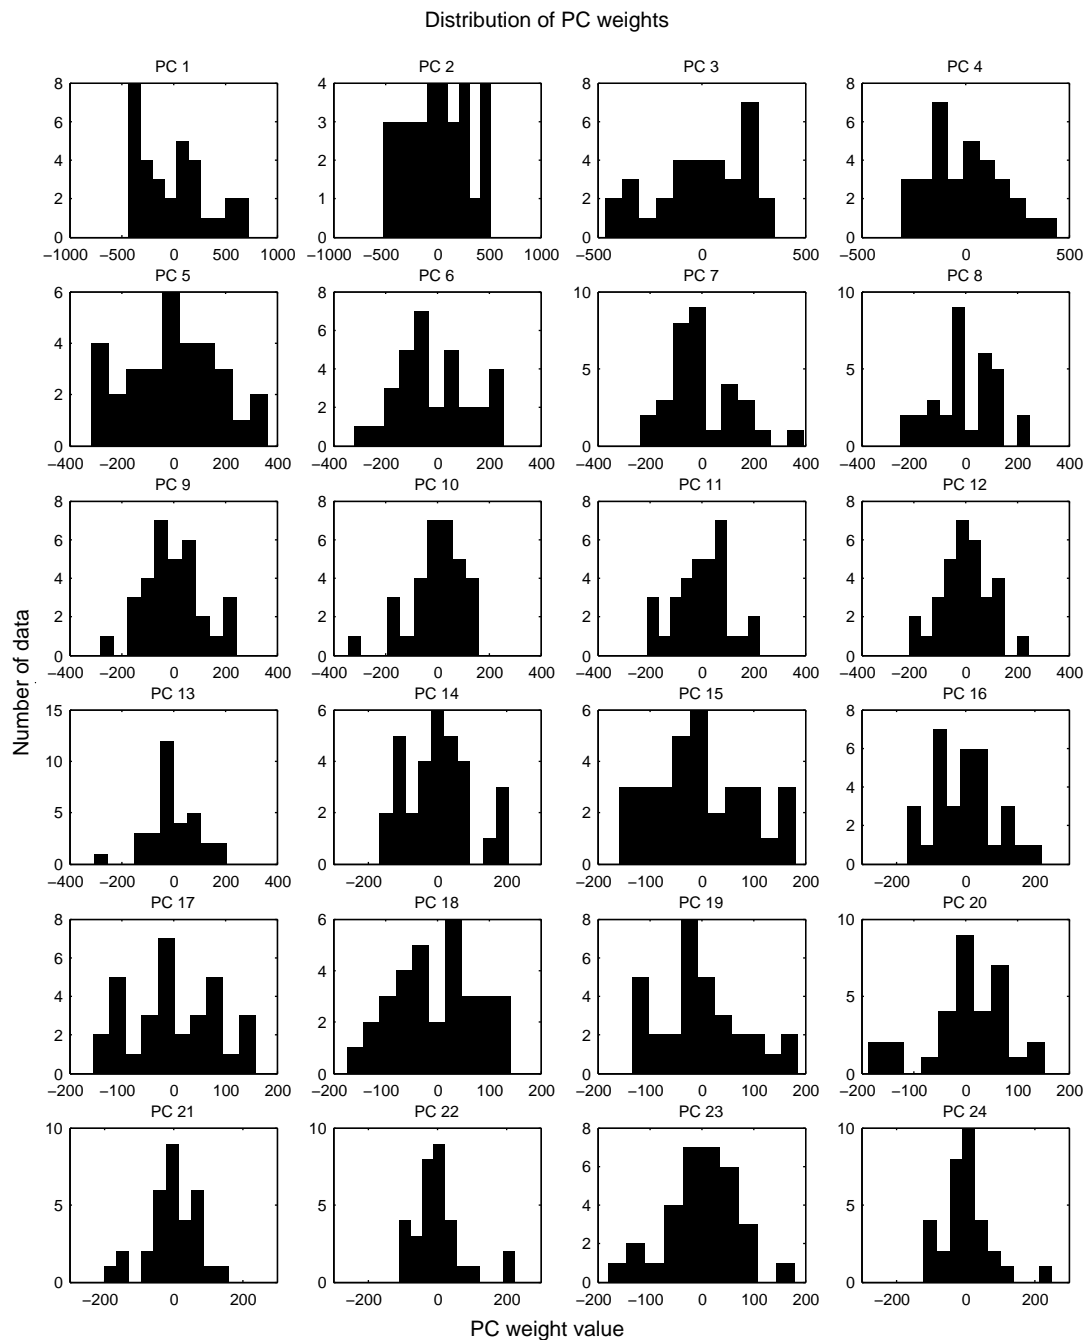 Distribution of PC weights
PC 1
PC 2
PC 3
PC 4
8
6
4
2
0
−1000 −500 0 500 1000
4
3
2
1
0
−1000 −500 0 500 1000
8
6
4
2
0
−500 0 500
8
6
4
2
0
−500 0 500
PC 5
PC 6
PC 7
PC 8
6
4
2
0
−400 −200 0 200 400
8
6
4
2
0
−400 −200 0 200 400
10
5
0
−400 −200 0 200 400
10
5
0
−400 −200 0 200 400
PC 9
PC 10
PC 11
PC 12
8
6
4
2
0
−400 −200 0 200 400
8
6
4
2
0
−400 −200 0 200 400
8
6
4
2
0
−400 −200 0 200 400
8
6
4
2
0
−400 −200 0 200 400
Number of data
PC 13
PC 14
PC 15
PC 16
15
10
5
0
−400 −200 0 200 400
6
4
2
0
−200 0 200
6
4
2
0
−200 −100 0 100 200
8
6
4
2
0
−200 0 200
PC 17
PC 18
PC 19
PC 20
8
6
4
2
0
−200 −100 0 100 200
6
4
2
0
−200 −100 0 100 200
8
6
4
2
0
−200 −100 0 100 200
10
5
0
−200 −100 0 100 200
PC 21
PC 22
PC 23
PC 24
10
5
0
−200 0 200
10
5
0
−200 0 200
8
6
4
2
0
−200 −100 0 100 200
10
5
0
−200 0 200
PC weight value